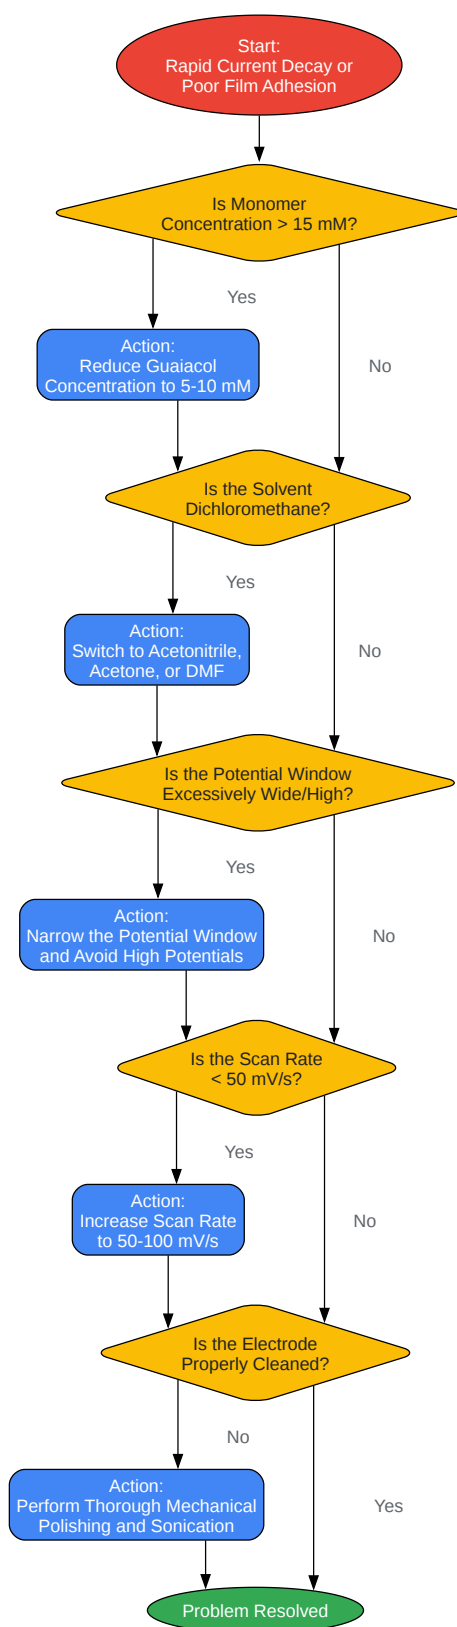 Start:
Rapid Current Decay or
Poor Film Adhesion
Is Monomer
Concentration > 15 mM?
Yes
No
Action:
Reduce Guaiacol
Concentration to 5-10 mM
Is the Solvent
Dichloromethane?
Yes
No
Action:
Switch to Acetonitrile,
Acetone, or DMF
Is the Potential Window
Excessively Wide/High?
Yes
No
Action:
Narrow the Potential Window
and Avoid High Potentials
Is the Scan Rate
< 50 mV/s?
Yes
No
Action:
Increase Scan Rate
to 50-100 mV/s
Is the Electrode
Properly Cleaned?
No
Yes
Action:
Perform Thorough Mechanical
Polishing and Sonication
Problem Resolved